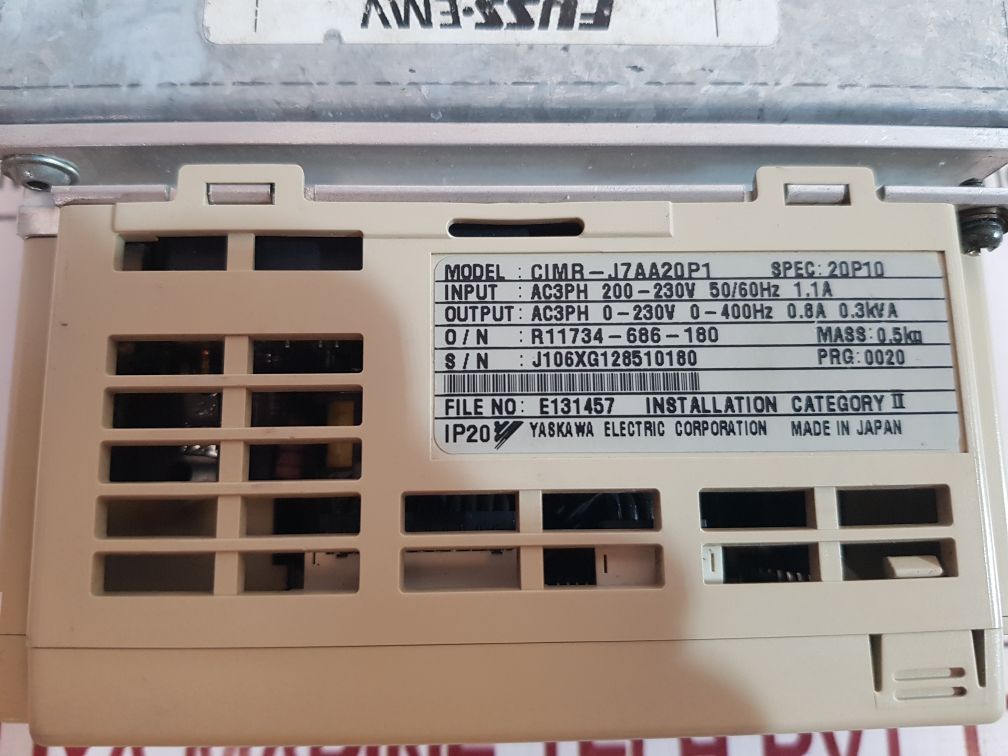 FUSS-EMV
MODEL : CIMR-J7AA20P1 SPEC: 20P10
INPUT : AC3PH 200-230V 50/60Hz 1.1A
OUTPUT: AC3PH 0-230V 0-400Hz 0.8A 0.3kVA
O/N : R11734-686-180 MASS: 0.5kg
S/N : J106XG128510180 PRG: 0020
FILE NO: E131457 INSTALLATION CATEGORY II
IP20 YASKAWA ELECTRIC CORPORATION MADE IN JAPAN